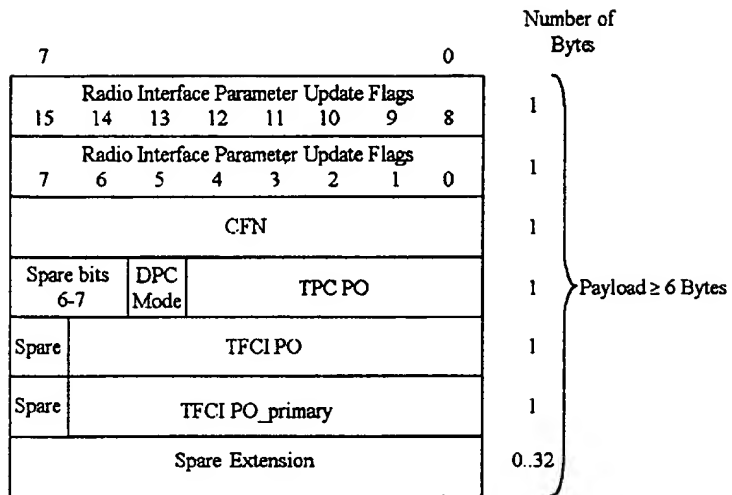 Number of
Bytes
7 0
Radio Interface Parameter Update Flags
15 14 13 12 11 10 9 8 1
Radio Interface Parameter Update Flags
7 6 5 4 3 2 1 0 1
CFN 1
Spare bits
6-7
DPC
Mode
TPC PO 1
Payload ≥ 6 Bytes
Spare TFCI PO 1
Spare TFCI PO_primary 1
Spare Extension 0..32